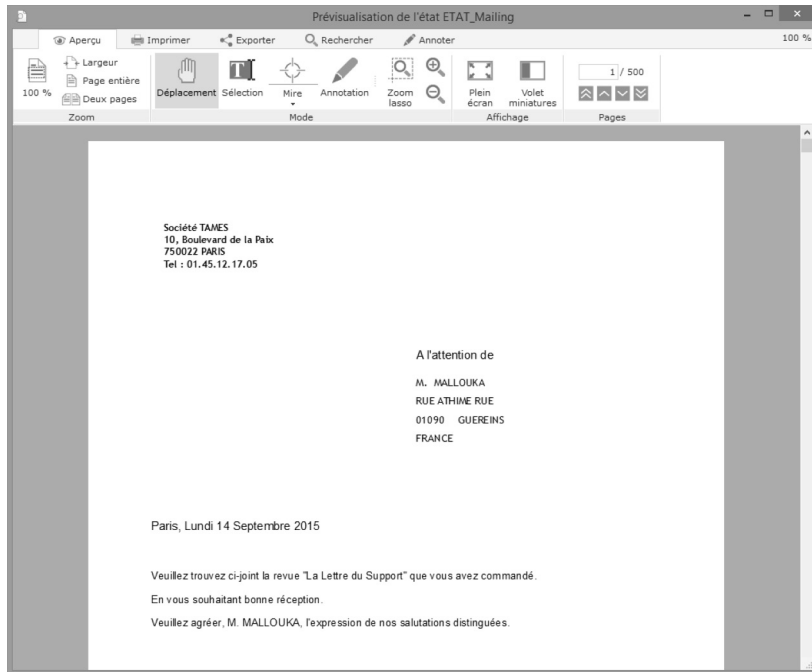 Prévisualisation de l'état ETAT_Mailing
Aperçu
Imprimer
Exporter
Rechercher
Annoter
100 %
100 %
Largeur
Page entière
Deux pages
Zoom
Déplacement
Sélection
Mire
Annotation
Zoom lasso
Mode
Plein écran
Volet miniatures
Affichage
1 / 500
Pages
Société TAMES
10, Boulevard de la Paix
750022 PARIS
Tel : 01.45.12.17.05
A l'attention de
M. MALLOUKA
RUE ATHIME RUE
01090 GUEREINS
FRANCE
Paris, Lundi 14 Septembre 2015
Veuillez trouvez ci-joint la revue "La Lettre du Support" que vous avez commandé.
En vous souhaitant bonne réception.
Veuillez agréer, M. MALLOUKA, l'expression de nos salutations distinguées.